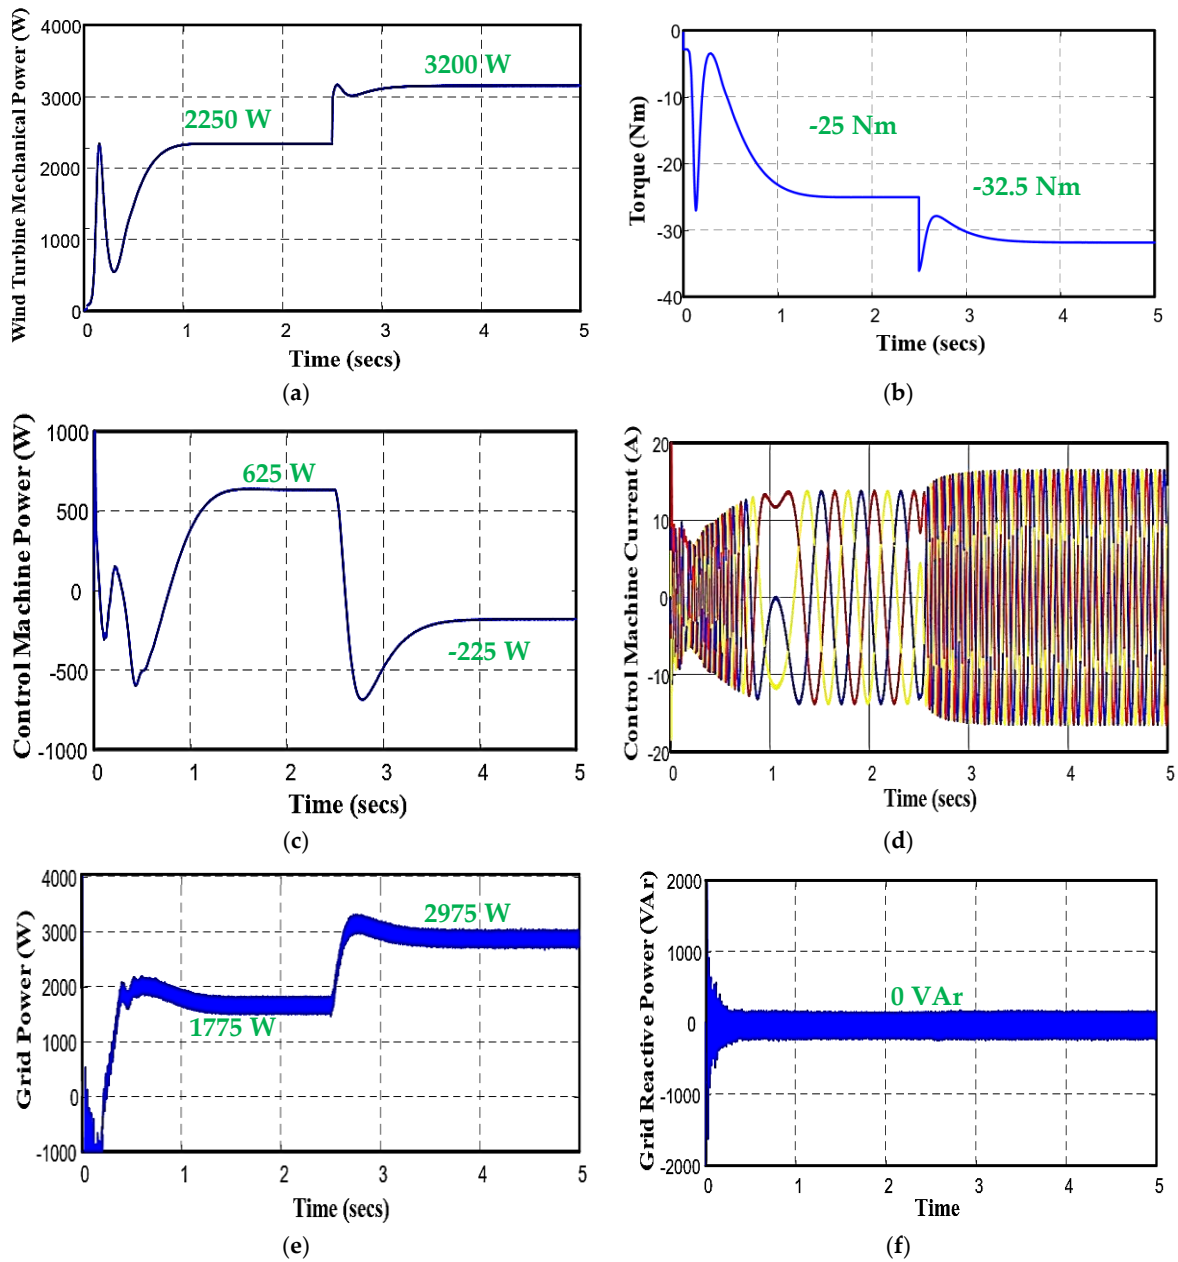 Wind Turbine Mechanical Power (W)
4000
3000
2000
1000
0
2250 W
3200 W
0 1 2 3 4 5
Time (secs)
(a)
Torque (Nm)
0
-10
-20
-30
-40
-25 Nm
-32.5 Nm
0 1 2 3 4 5
Time (secs)
(b)
Control Machine Power (W)
1000
500
0
-500
-1000
625 W
-225 W
0 1 2 3 4 5
Time (secs)
(c)
Control Machine Current (A)
20
10
0
-10
-20
0 1 2 3 4 5
Time (secs)
(d)
Grid Power (W)
4000
3000
2000
1000
0
-1000
1775 W
2975 W
0 1 2 3 4 5
Time (secs)
(e)
Grid Reactive Power (VAr)
2000
1000
0
-1000
-2000
0 VAr
0 1 2 3 4 5
Time
(f)